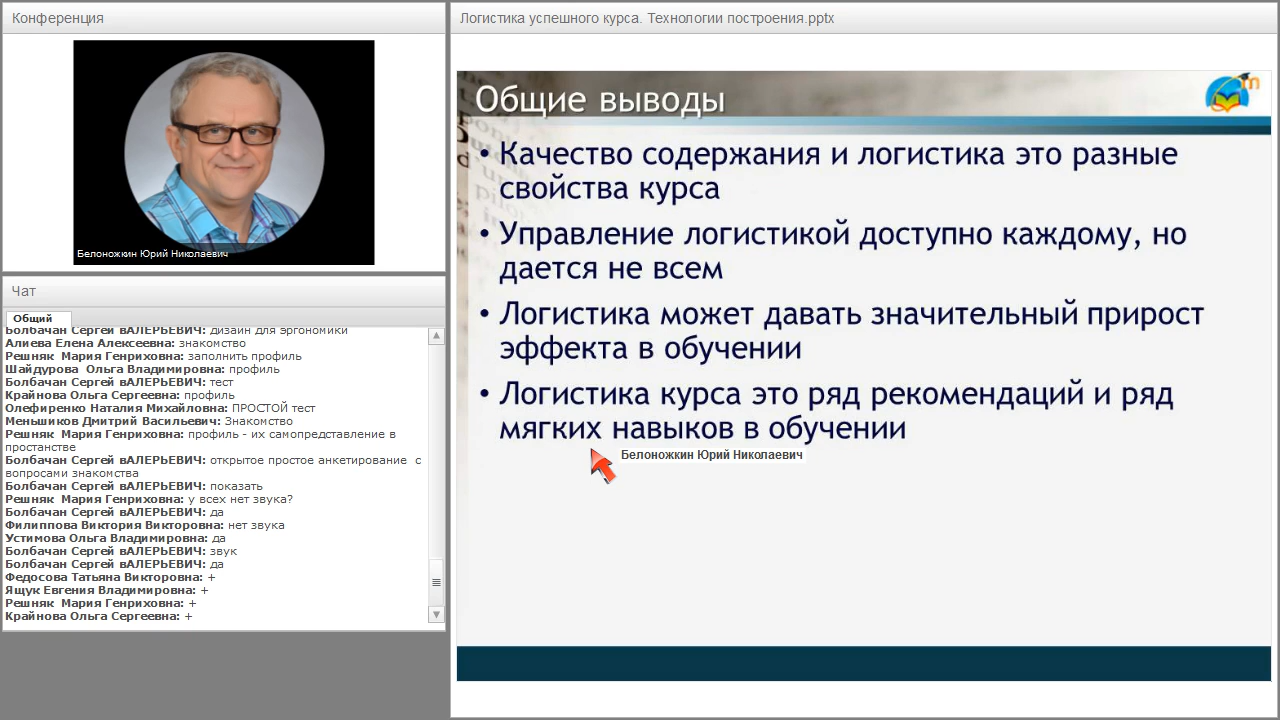 Конференция
Белоножкин Юрий Николаевич
Чат
Общий
Болбачан Сергей вАЛЕРЬЕВИЧ: дизайн для эргономики
Алиева Елена Алексеевна: знакомство
Решняк  Мария Генриховна: заполнить профиль
Шайдурова  Ольга Владимировна: профиль
Болбачан Сергей вАЛЕРЬЕВИЧ: тест
Крайнова Ольга Сергеевна: профиль
Олефиренко Наталия Михайловна: ПРОСТОЙ тест
Меньшиков Дмитрий Васильевич: Знакомство
Решняк  Мария Генриховна: профиль - их самопредставление в
простанстве
Болбачан Сергей вАЛЕРЬЕВИЧ: открытое простое анкетирование  с
вопросами знакомства
Болбачан Сергей вАЛЕРЬЕВИЧ: показать
Решняк  Мария Генриховна: у всех нет звука?
Болбачан Сергей вАЛЕРЬЕВИЧ: да
Филиппова Виктория Викторовна: нет звука
Устимова Ольга Владимировна: да
Болбачан Сергей вАЛЕРЬЕВИЧ: звук
Болбачан Сергей вАЛЕРЬЕВИЧ: да
Федосова Татьяна Викторовна: +
Ящук Евгения Владимировна: +
Решняк  Мария Генриховна: +
Крайнова Ольга Сергеевна: +
Логистика успешного курса. Технологии построения.pptx
Общие выводы
• Качество содержания и логистика это разные
свойства курса
• Управление логистикой доступно каждому, но
дается не всем
• Логистика может давать значительный прирост
эффекта в обучении
• Логистика курса это ряд рекомендаций и ряд
мягких навыков в обучении
Белоножкин Юрий Николаевич